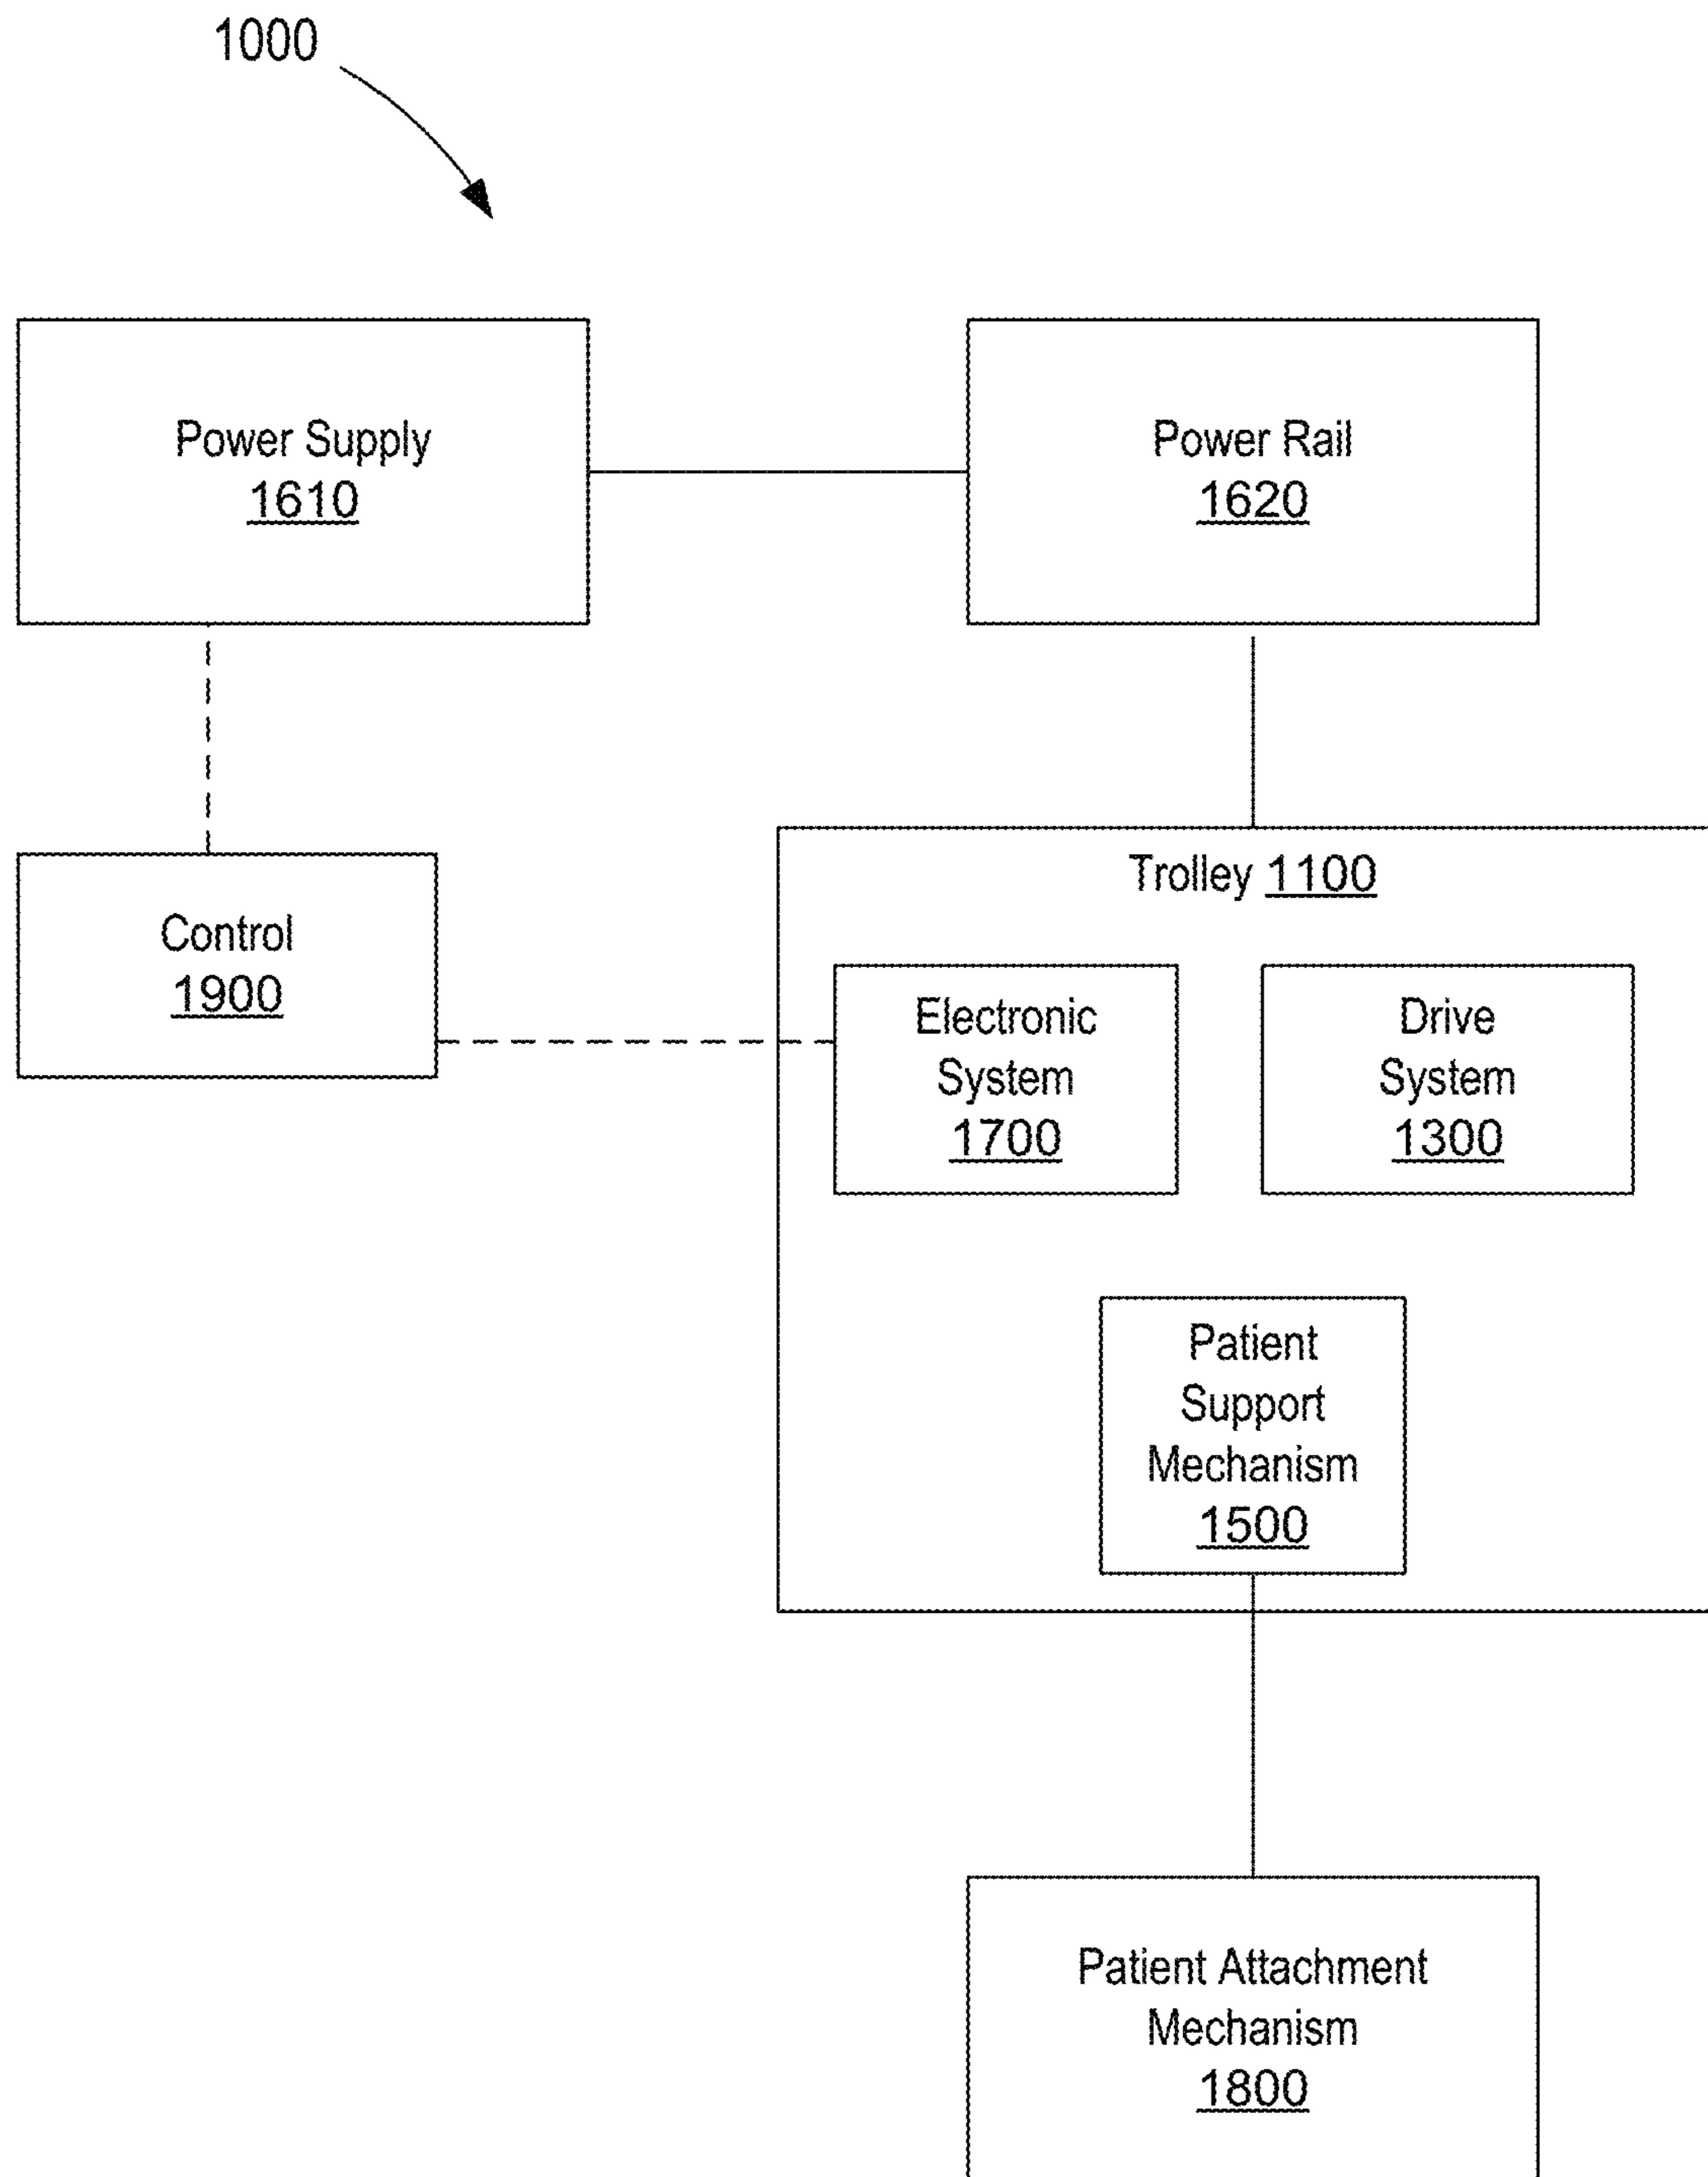 1000
Power Supply
1610
Power Rail
1620
Control
1900
Trolley 1100
Electronic
System
1700
Drive
System
1300
Patient
Support
Mechanism
1500
Patient Attachment
Mechanism
1800